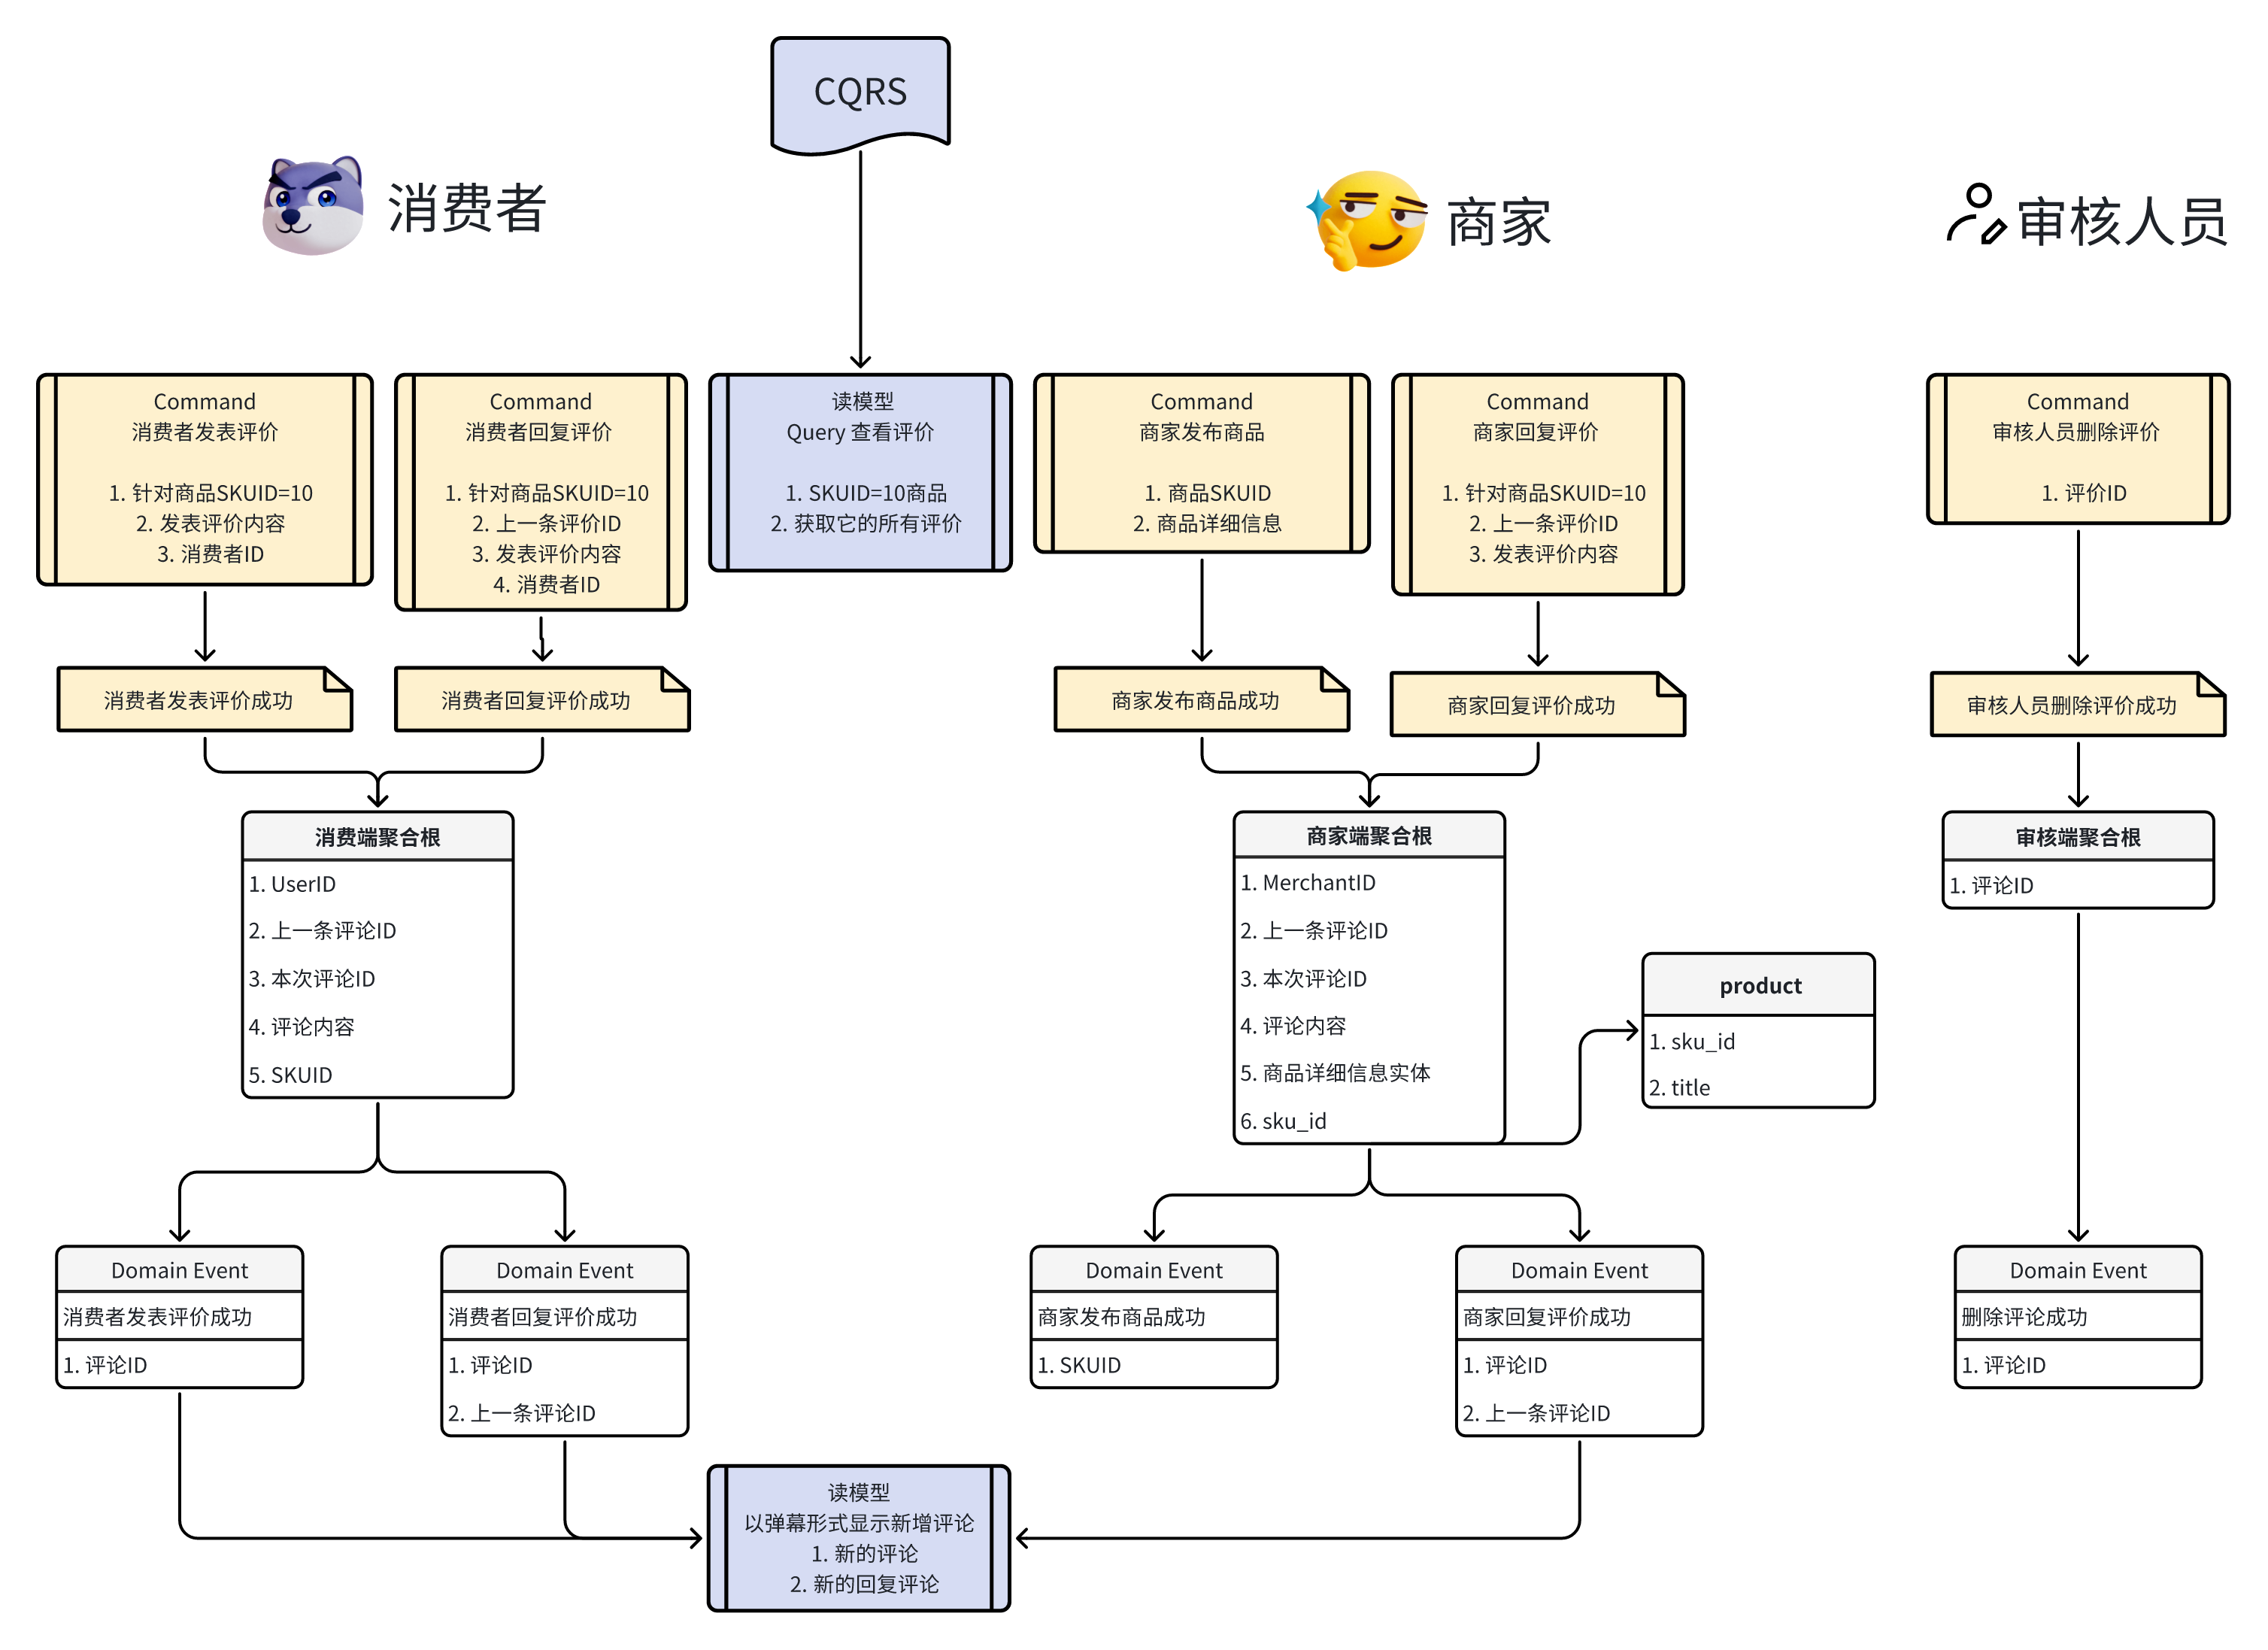 CQRS
消费者
商家
审核人员
Command
消费者发表评价
1. 针对商品SKUID=10
2. 发表评价内容
3. 消费者ID
Command
消费者回复评价
1. 针对商品SKUID=10
2. 上一条评价ID
3. 发表评价内容
4. 消费者ID
读模型
Query 查看评价
1. SKUID=10商品
2. 获取它的所有评价
Command
商家发布商品
1. 商品SKUID
2. 商品详细信息
Command
商家回复评价
1. 针对商品SKUID=10
2. 上一条评价ID
3. 发表评价内容
Command
审核人员删除评价
1. 评价ID
消费者发表评价成功
消费者回复评价成功
商家发布商品成功
商家回复评价成功
审核人员删除评价成功
消费端聚合根
1. UserID
2. 上一条评论ID
3. 本次评论ID
4. 评论内容
5. SKUID
商家端聚合根
1. MerchantID
2. 上一条评论ID
3. 本次评论ID
4. 评论内容
5. 商品详细信息实体
6. sku_id
product
1. sku_id
2. title
审核端聚合根
1. 评论ID
Domain Event
消费者发表评价成功
1. 评论ID
Domain Event
消费者回复评价成功
1. 评论ID
2. 上一条评论ID
Domain Event
商家发布商品成功
1. SKUID
Domain Event
商家回复评价成功
1. 评论ID
2. 上一条评论ID
Domain Event
删除评论成功
1. 评论ID
读模型
以弹幕形式显示新增评论
1. 新的评论
2. 新的回复评论